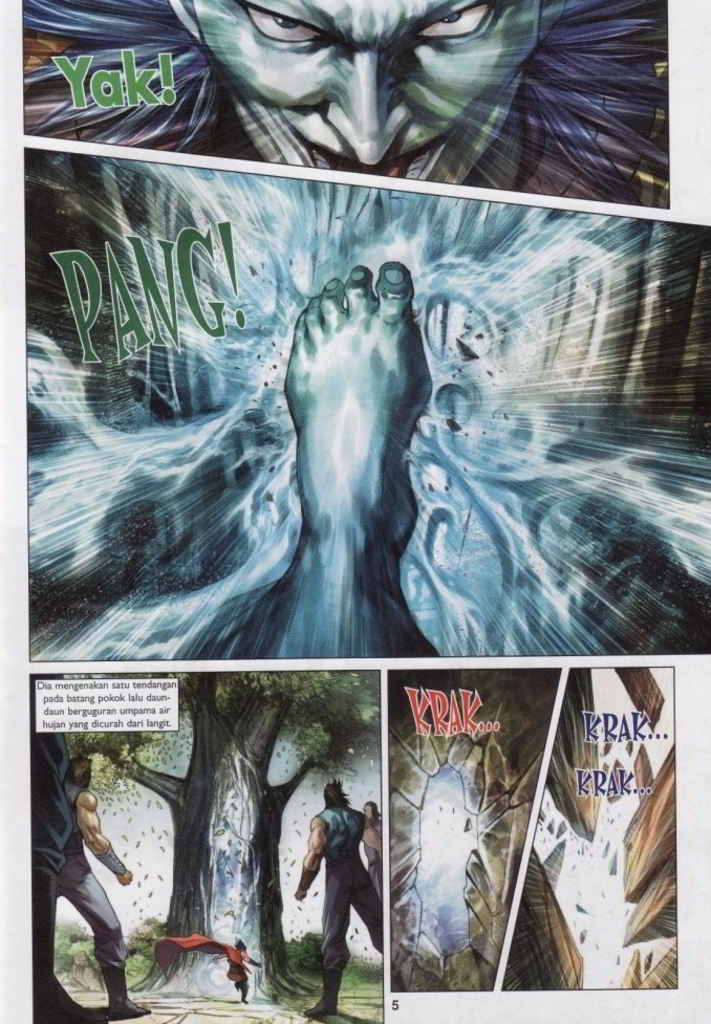 Yak!
PANG!
Dia mengenakan satu tendangan
pada batang pokok lalu daun-
daun berguguran umpama air
hujan yang dicurah dari langit.
KRAK...
KRAK...
KRAK...
5